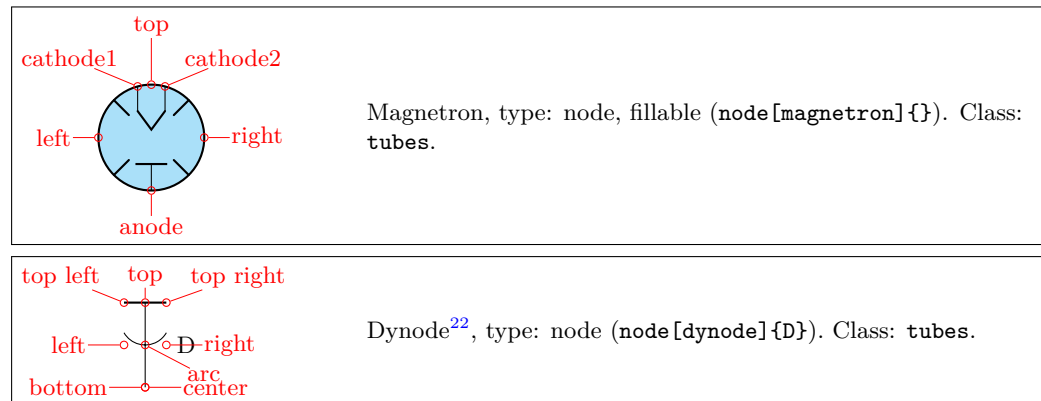 top
cathode1 cathode2
left right
anode
Magnetron, type: node, fillable (node[magnetron]{}). Class:
tubes.
top left top top right
left D right
arc
bottom center
Dynode22, type: node (node[dynode]{D}). Class: tubes.